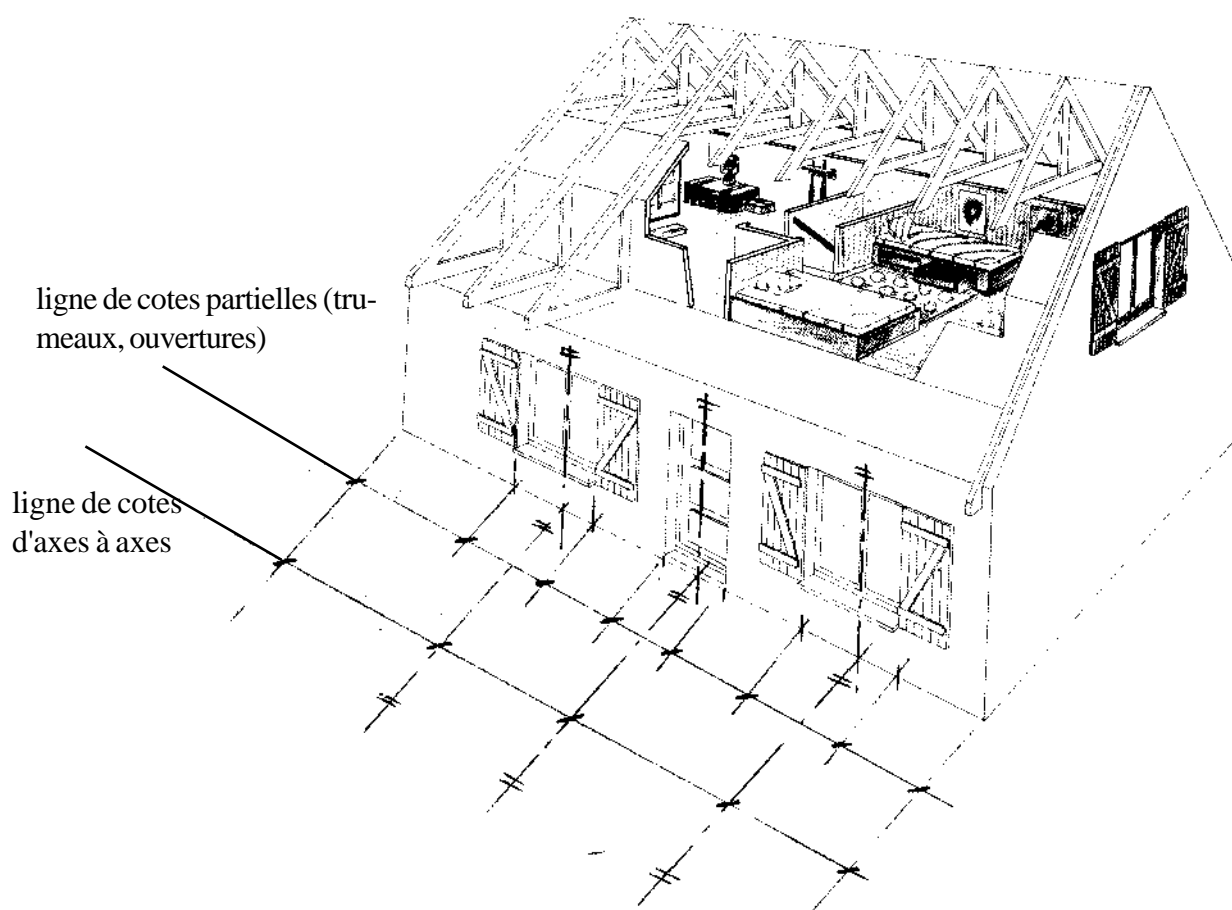 ligne de cotes partielles (tru-
meaux, ouvertures)
ligne de cotes
d'axes à axes